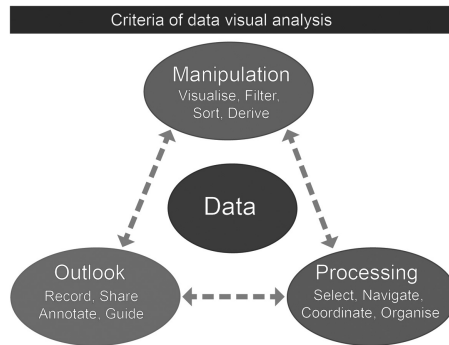 Criteria of data visual analysis
Manipulation
Visualise, Filter,
Sort, Derive
Data
Outlook
Record, Share
Annotate, Guide
Processing
Select, Navigate,
Coordinate, Organise